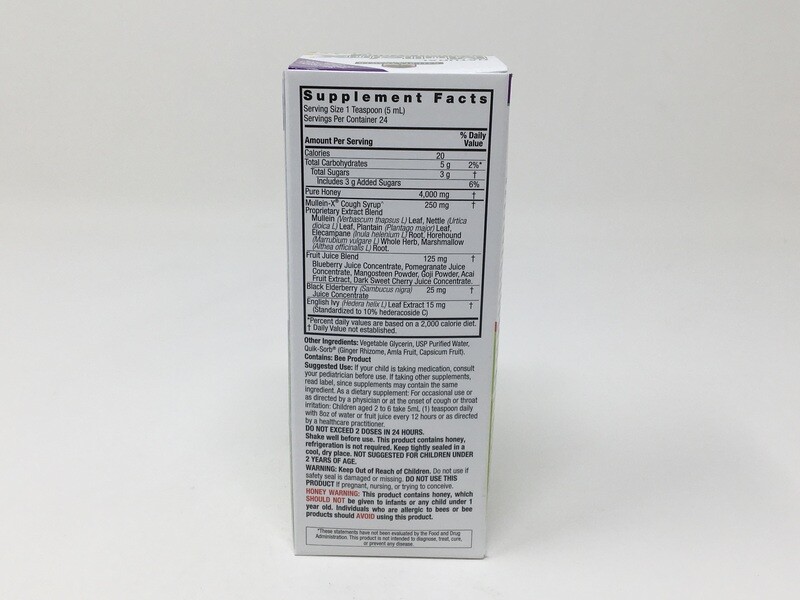 Supplement Facts
Serving Size 1 Teaspoon (5 mL)
Servings Per Container 24
Amount Per Serving % Daily Value
Calories 20
Total Carbohydrates 5 g 2%*
Total Sugars 3 g †
Includes 3 g Added Sugars 6%
Pure Honey 4,000 mg †
Mullein-X® Cough Syrup 250 mg †
Proprietary Extract Blend
Mullein (Verbascum thapsus L) Leaf, Nettle (Urtica
dioica L) Leaf, Plantain (Plantago major) Leaf,
Elecampane (Inula helenium L) Root, Horehound
(Marrubium vulgare L) Whole Herb, Marshmallow
(Althea officinalis L) Root.
Fruit Juice Blend 125 mg †
Blueberry Juice Concentrate, Pomegranate Juice
Concentrate, Mangosteen Powder, Goji Powder, Acai
Fruit Extract, Dark Sweet Cherry Juice Concentrate.
Black Elderberry (Sambucus nigra) 25 mg †
Juice Concentrate
English Ivy (Hedera helix L) Leaf Extract 15 mg †
(Standardized to 10% hederacoside C)
*Percent daily values are based on a 2,000 calorie diet.
† Daily Value not established.
Other Ingredients: Vegetable Glycerin, USP Purified Water,
Quik-Sorb® (Ginger Rhizome, Amla Fruit, Capsicum Fruit).
Contains: Bee Product
Suggested Use: If your child is taking medication, consult
your pediatrician before use. If taking other supplements,
read label, since supplements may contain the same
ingredient. As a dietary supplement: For occasional use or
as directed by a physician or at the onset of cough or throat
irritation: Children aged 2 to 6 take 5mL (1) teaspoon daily
with 8oz of water or fruit juice every 12 hours or as directed
by a healthcare practitioner.
DO NOT EXCEED 2 DOSES IN 24 HOURS.
Shake well before use. This product contains honey,
refrigeration is not required. Keep tightly sealed in a
cool, dry place. NOT SUGGESTED FOR CHILDREN UNDER
2 YEARS OF AGE.
WARNING: Keep Out of Reach of Children. Do not use if
safety seal is damaged or missing. DO NOT USE THIS
PRODUCT if pregnant, nursing, or trying to conceive.
HONEY WARNING: This product contains honey, which
SHOULD NOT be given to infants or any child under 1
year old. Individuals who are allergic to bees or bee
products should AVOID using this product.
*These statements have not been evaluated by the Food and Drug
Administration. This product is not intended to diagnose, treat, cure,
or prevent any disease.